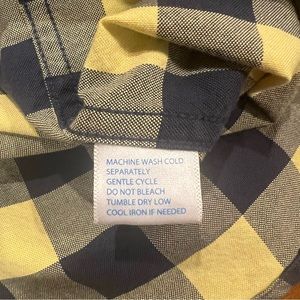 MACHINE WASH COLD
SEPARATELY
GENTLE CYCLE
DO NOT BLEACH
TUMBLE DRY LOW
COOL IRON IF NEEDED